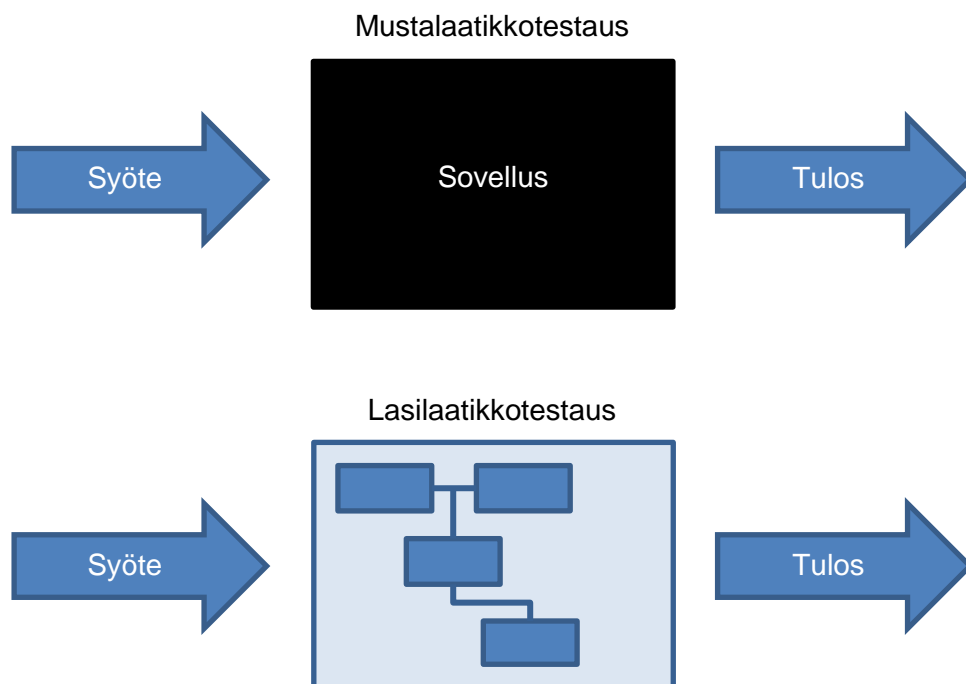 Mustalaatikkotestaus
Syöte
Sovellus
Tulos
Lasilaatikkotestaus
Syöte
Tulos